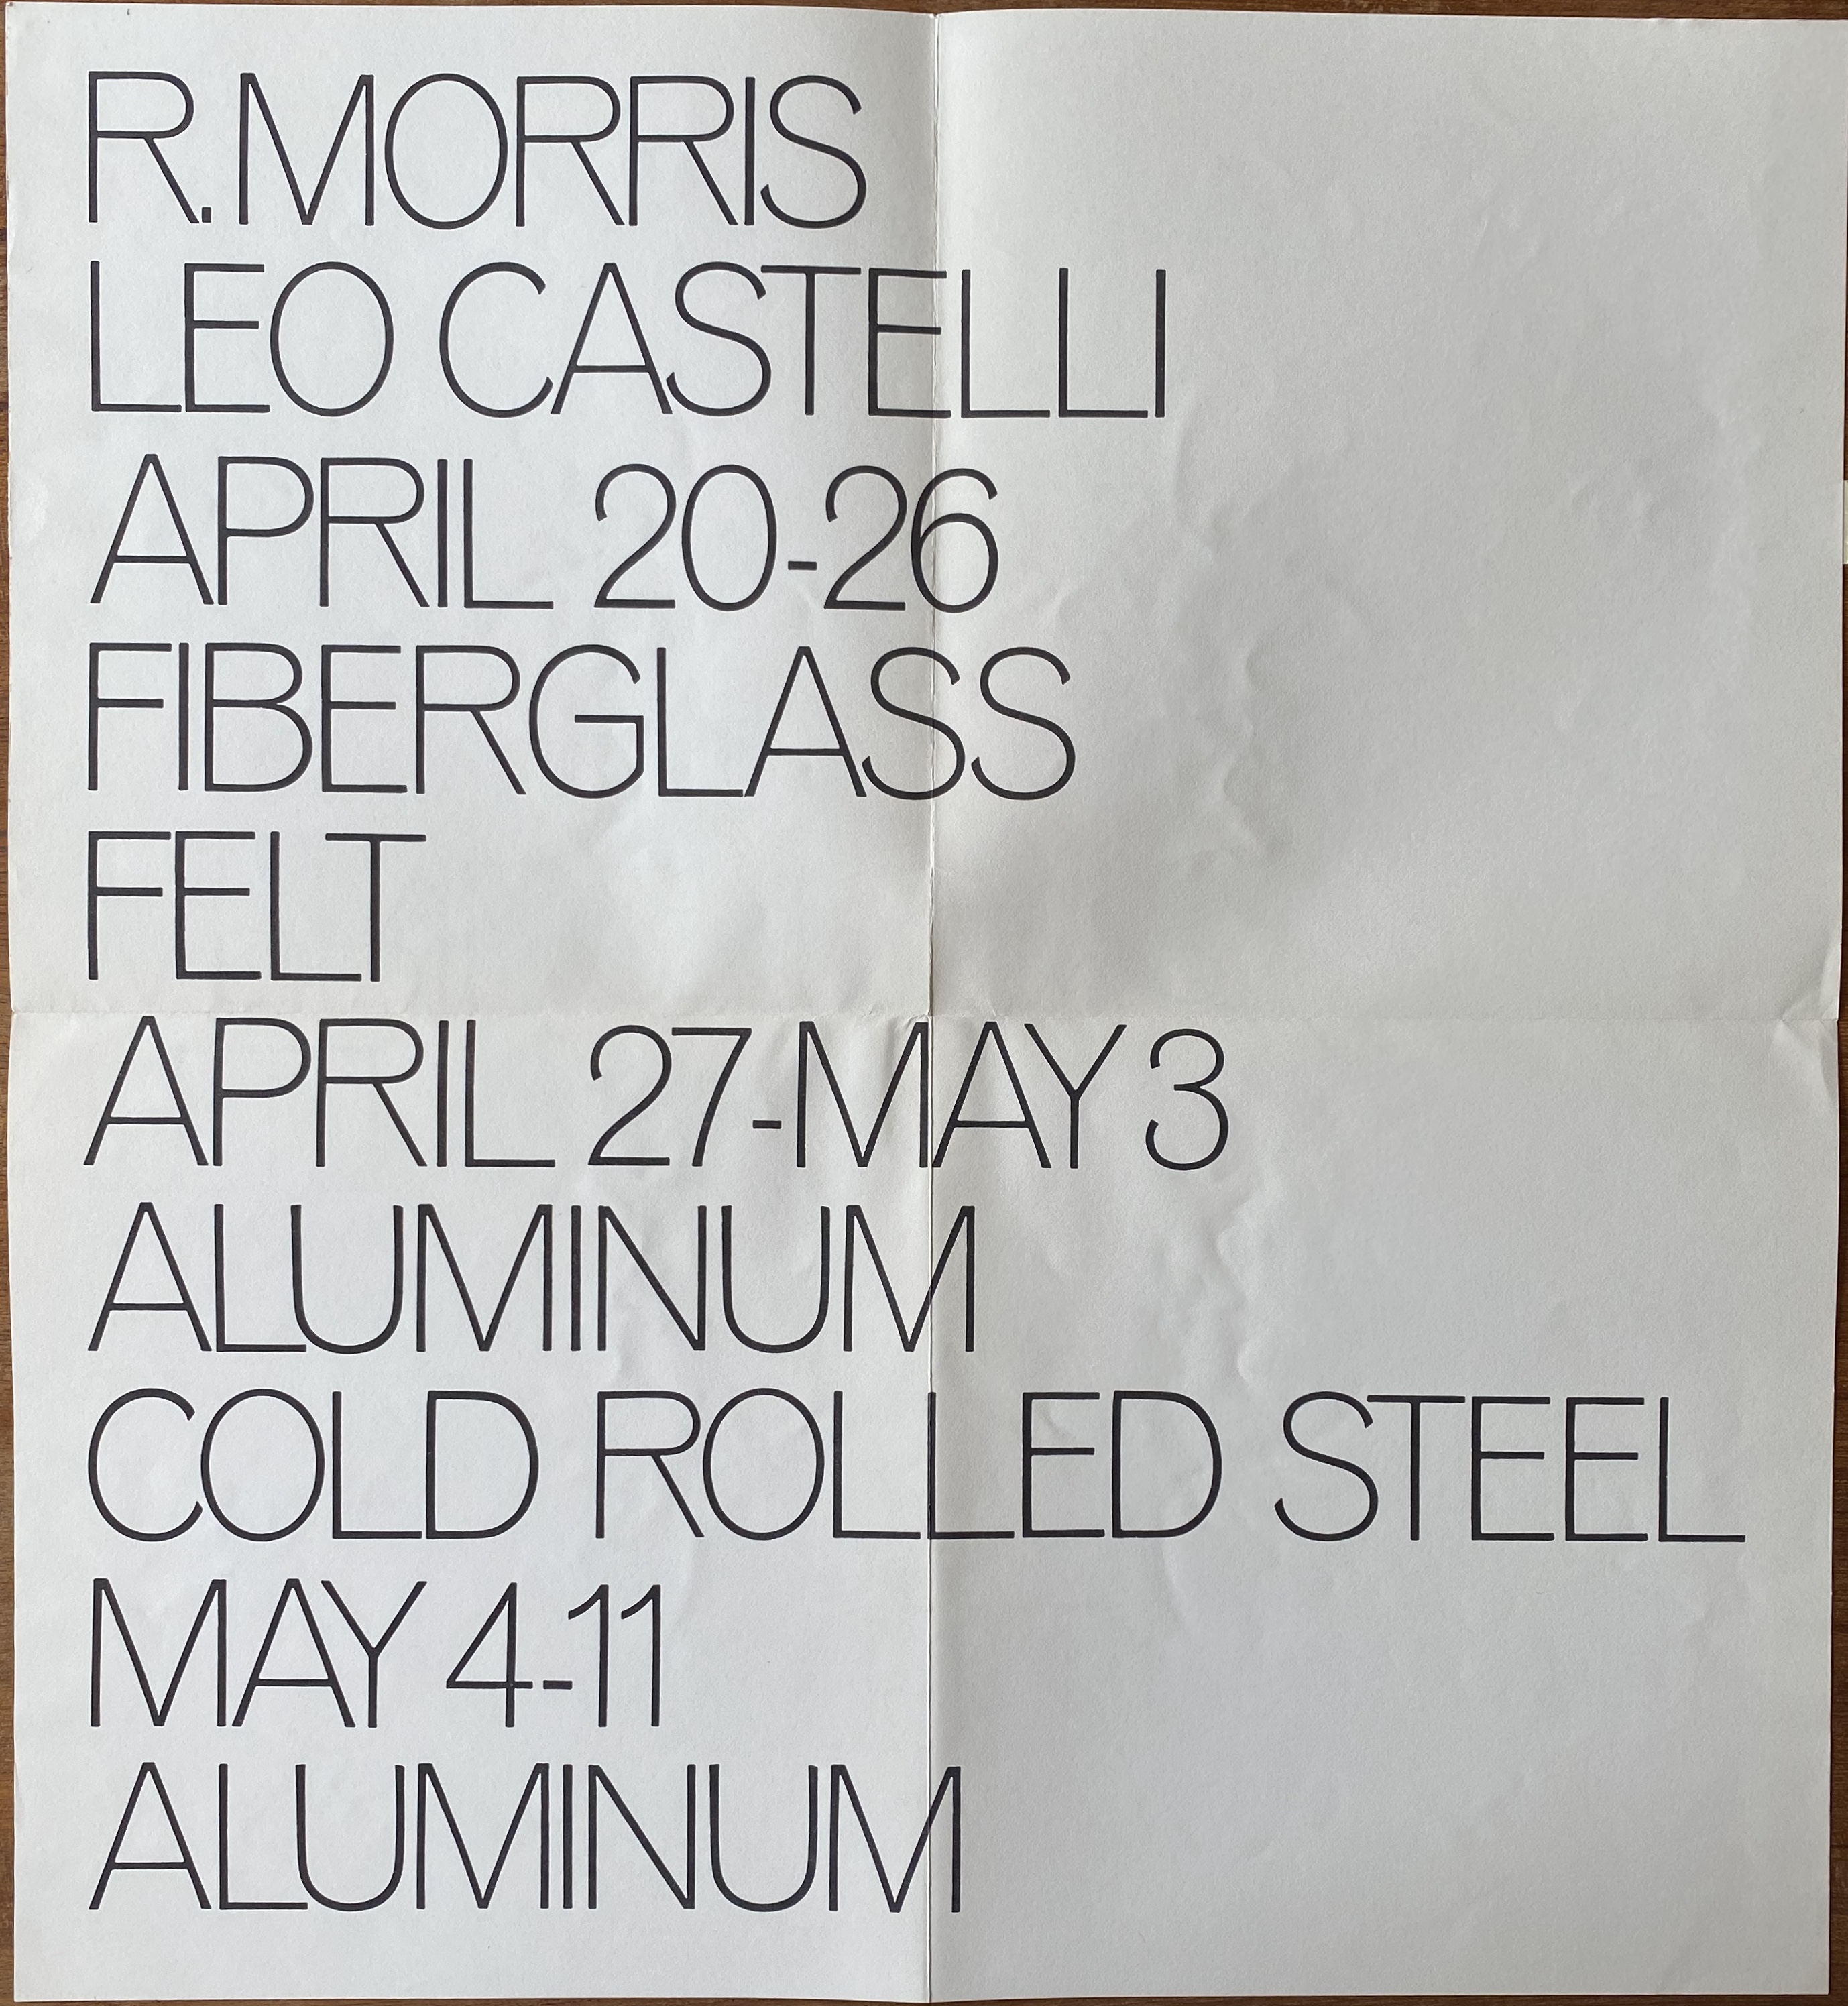 R. MORRIS
LEO CASTELLI
APRIL 20-26
FIBERGLASS
FELT
APRIL 27-MAY 3
ALUMINUM
COLD ROLLED STEEL
MAY 4-11
ALUMINUM